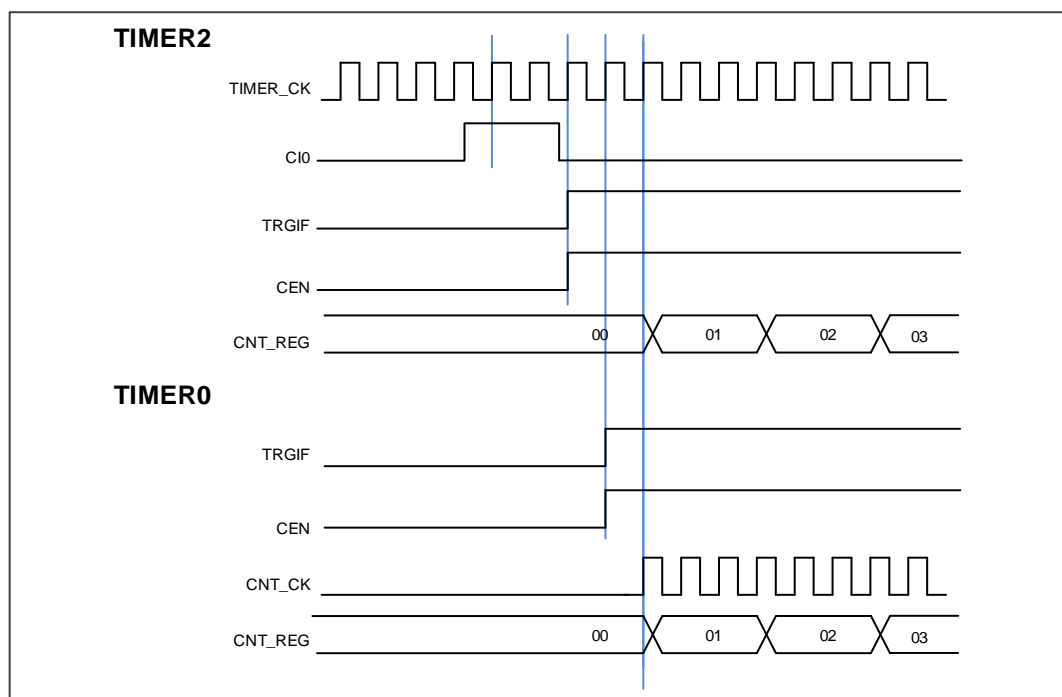 TIMER2
TIMER_CK
CI0
TRGIF
CEN
CNT_REG 00 01 02 03
TIMER0
TRGIF
CEN
CNT_CK
CNT_REG 00 01 02 03